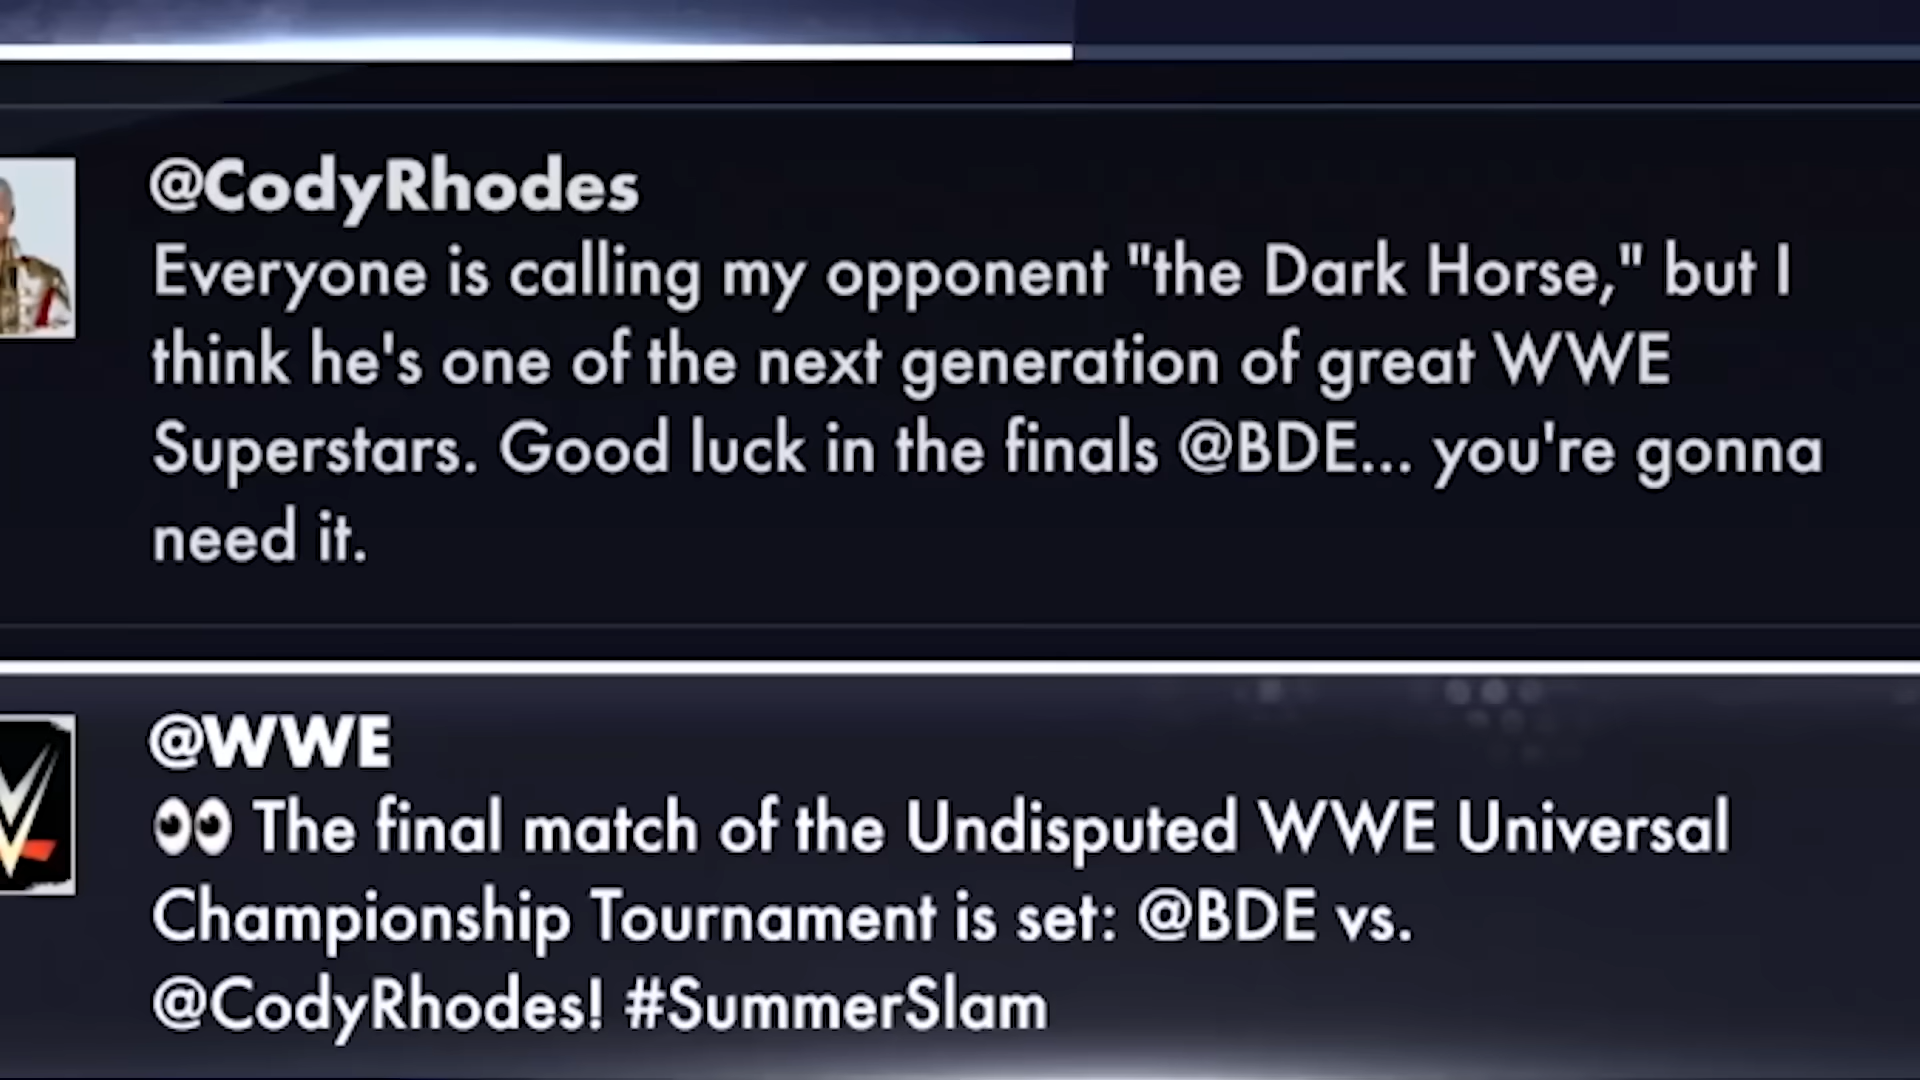 @CodyRhodes
Everyone is calling my opponent "the Dark Horse," but I
think he's one of the next generation of great WWE
Superstars. Good luck in the finals @BDE... you're gonna
need it.
@WWE
👀 The final match of the Undisputed WWE Universal
Championship Tournament is set: @BDE vs.
@CodyRhodes! #SummerSlam